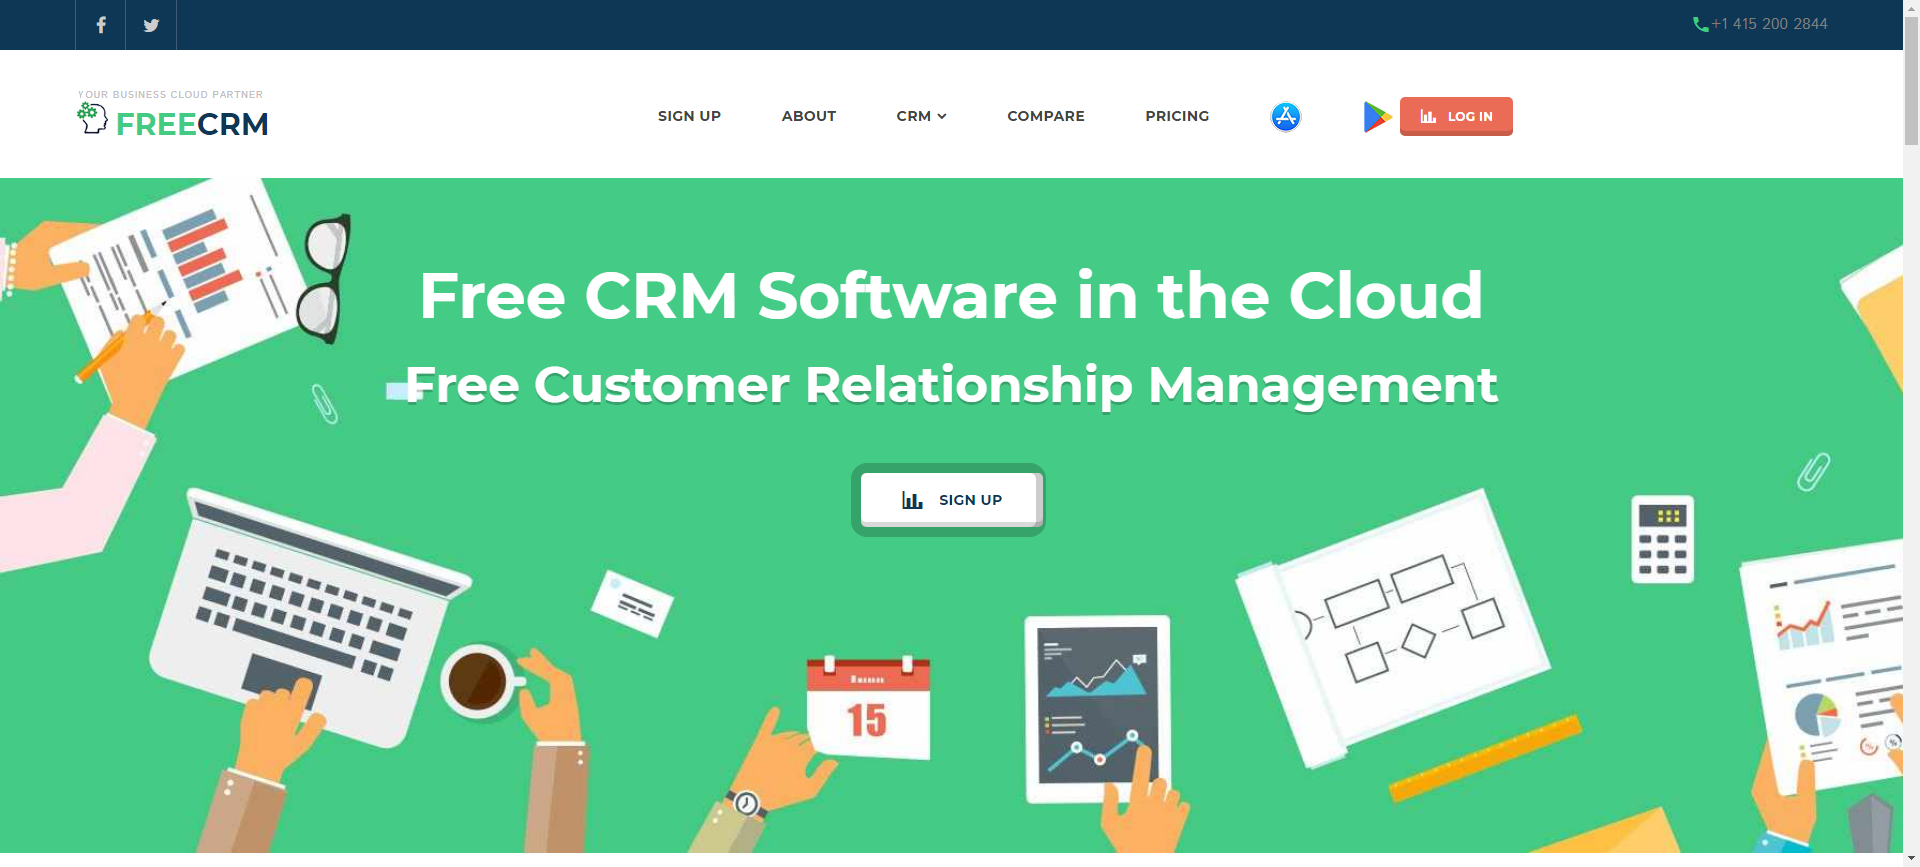 +1 415 200 2844
YOUR BUSINESS CLOUD PARTNER
FREECRM
SIGN UP
ABOUT
CRM
COMPARE
PRICING
LOG IN
Free CRM Software in the Cloud
Free Customer Relationship Management
SIGN UP
15